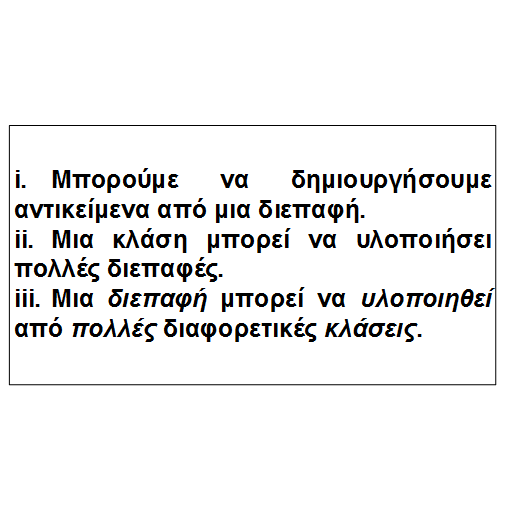 i. Μπορούμε να δημιουργήσουμε
αντικείμενα από μια διεπαφή.
ii. Μια κλάση μπορεί να υλοποιήσει
πολλές διεπαφές.
iii. Μια διεπαφή μπορεί να υλοποιηθεί
από πολλές διαφορετικές κλάσεις.